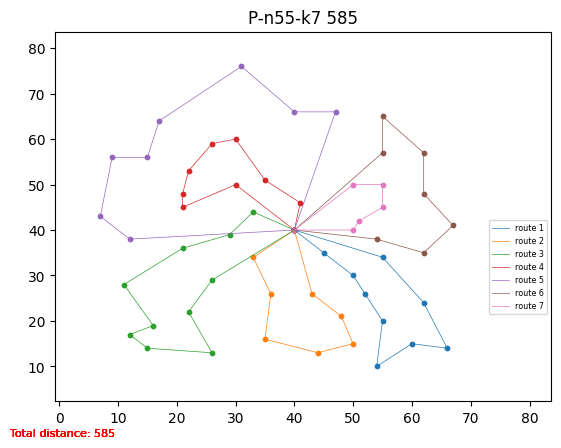 P-n55-k7 585
80
70
60
50
40
30
20
10
0 10 20 30 40 50 60 70 80
route 1
route 2
route 3
route 4
route 5
route 6
route 7
Total distance: 585